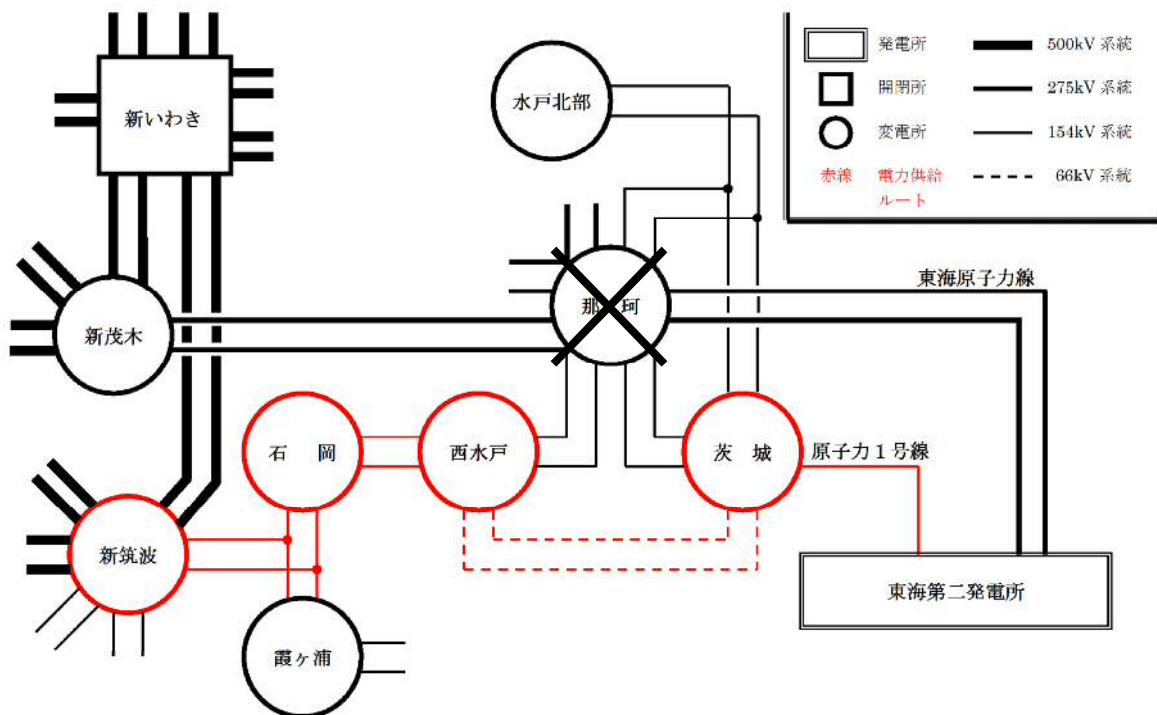 新いわき
水戸北部
発電所
500kV 系統
開閉所
275kV 系統
変電所
154kV 系統
赤線
電力供給
ルート
66kV 系統
新茂木
那 珂
東海原子力線
石 岡
西水戸
茨 城
原子力1号線
新筑波
東海第二発電所
霞ヶ浦